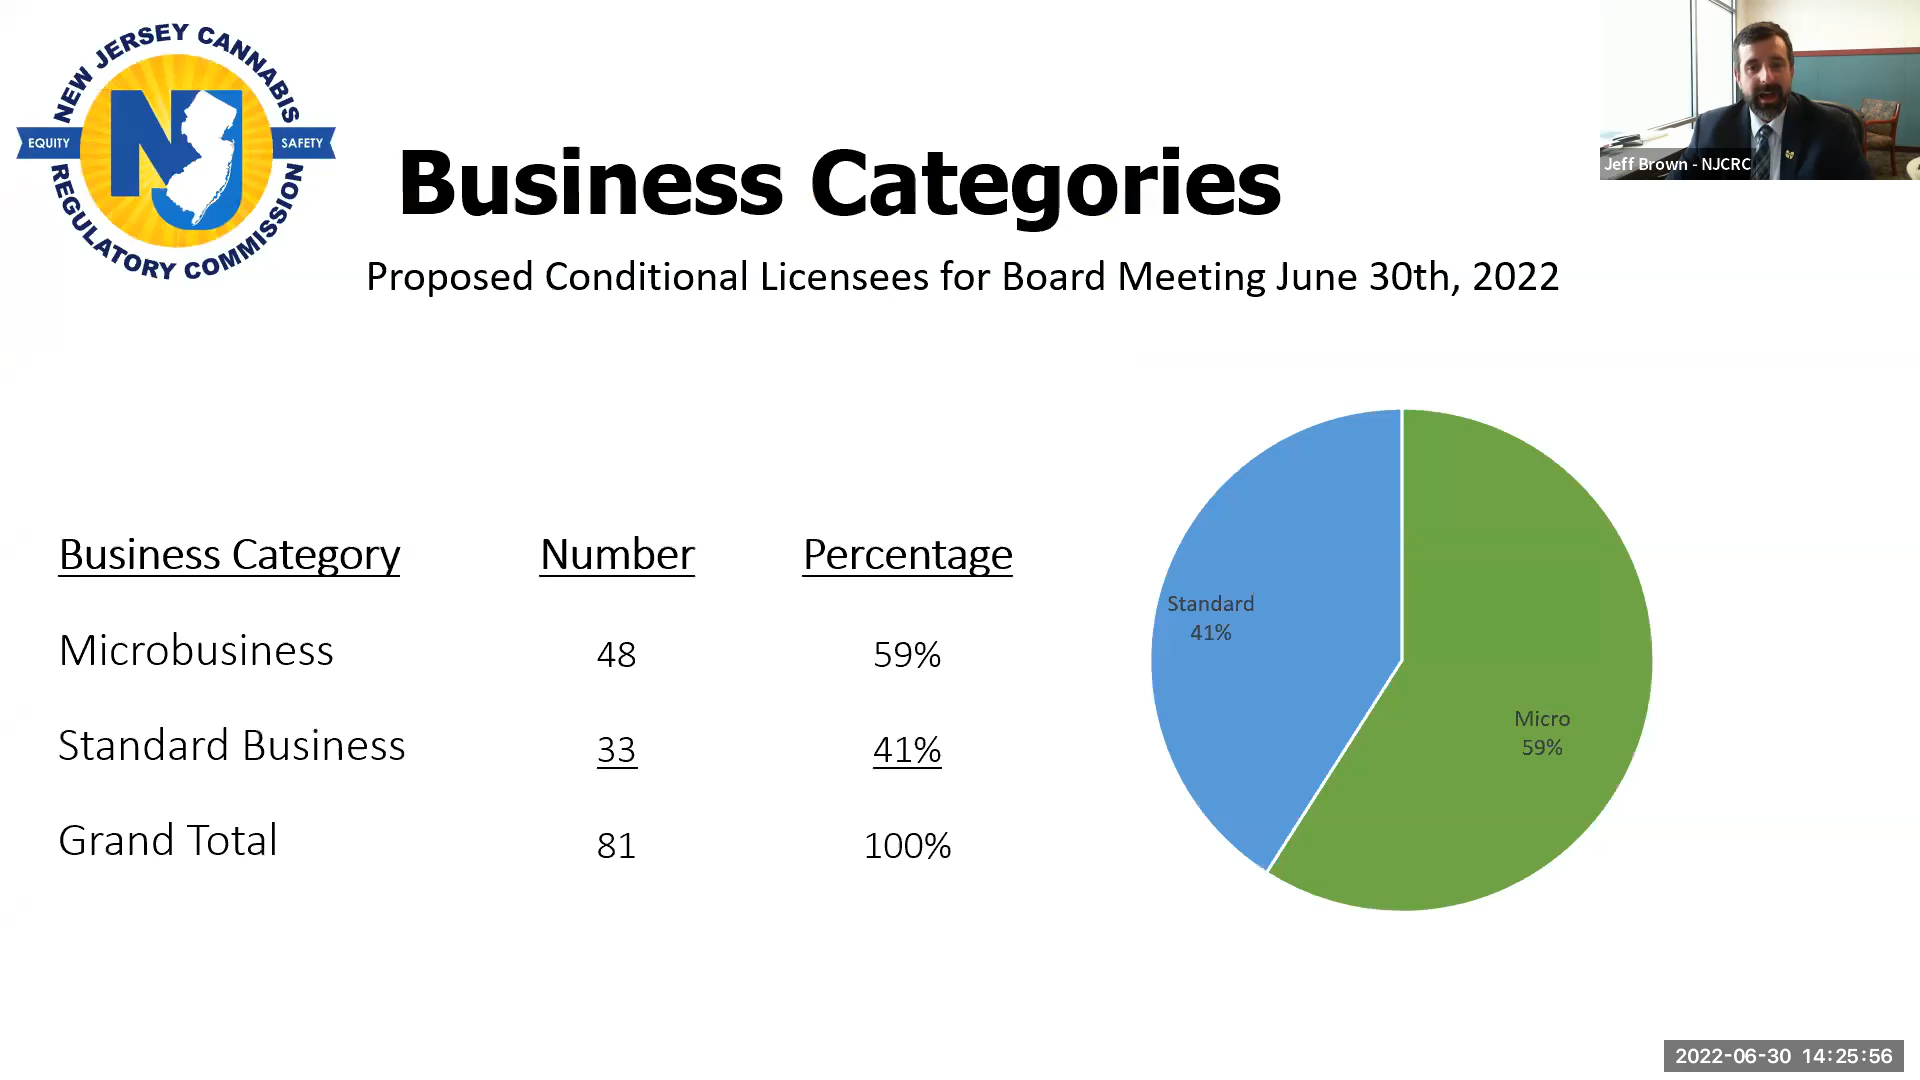 NEW JERSEY CANNABIS
EQUITY
NJ
SAFETY
REGULATORY COMMISSION
Jeff Brown - NJCRC
Business Categories
Proposed Conditional Licensees for Board Meeting June 30th, 2022
Business Category Number Percentage
Microbusiness 48 59%
Standard Business 33 41%
Grand Total 81 100%
Standard
41%
Micro
59%
2022-06-30 14:25:56